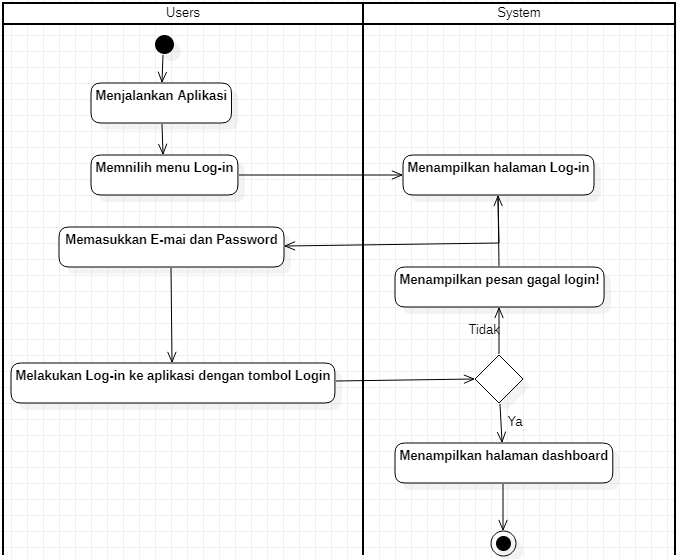 Users
System
Menjalankan Aplikasi
Memnilih menu Log-in
Menampilkan halaman Log-in
Memasukkan E-mai dan Password
Menampilkan pesan gagal login!
Tidak
Melakukan Log-in ke aplikasi dengan tombol Login
Ya
Menampilkan halaman dashboard